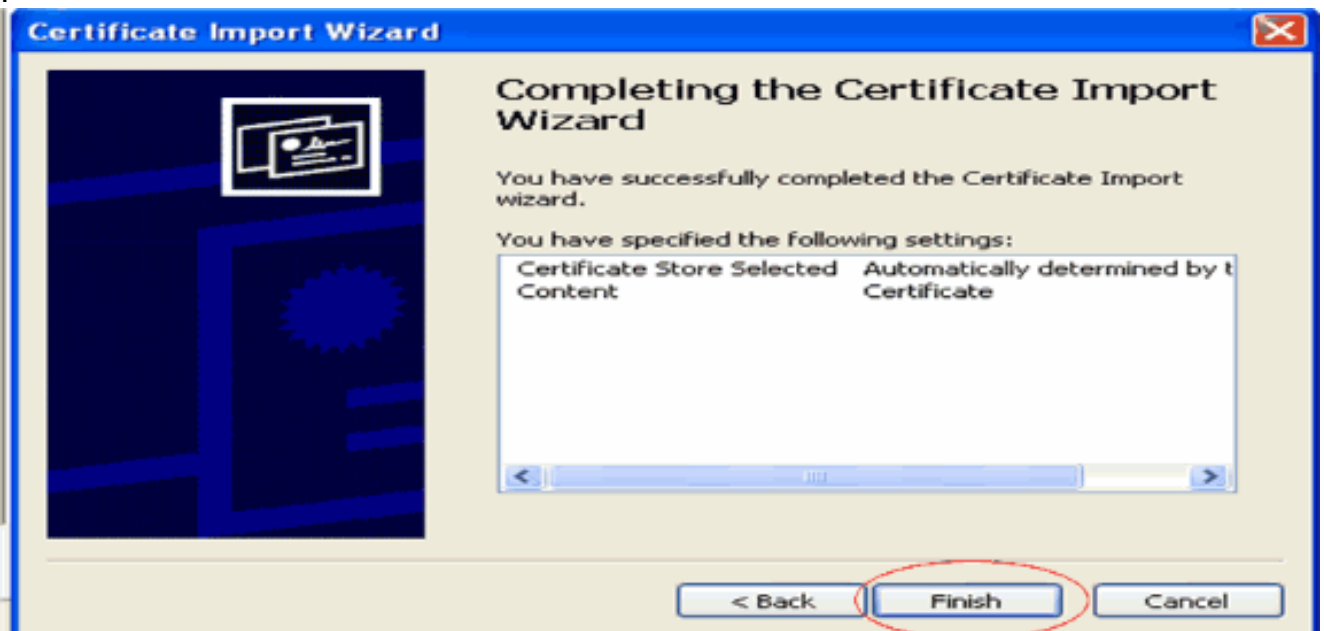 Certificate Import Wizard
Completing the Certificate Import
Wizard
You have successfully completed the Certificate Import
wizard.
You have specified the following settings:
Certificate Store Selected Automatically determined by t
Content Certificate
< Back Finish Cancel